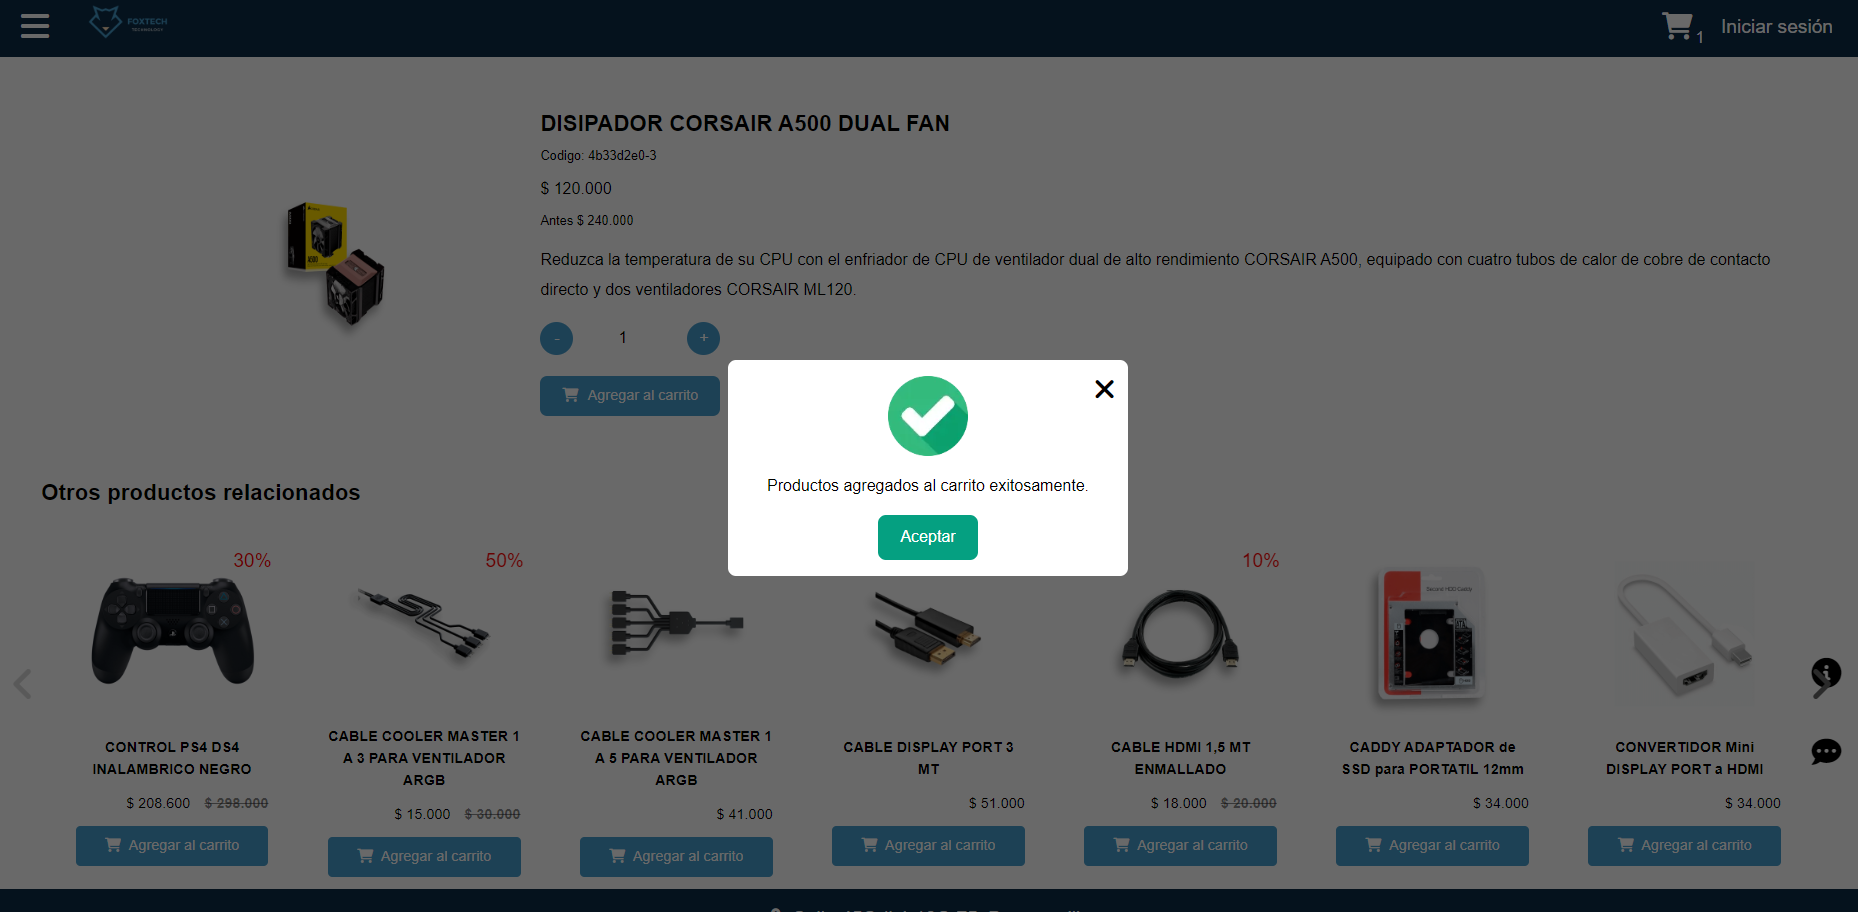 FOXTECH
TECHNOLOGY
1
Iniciar sesión
DISIPADOR CORSAIR A500 DUAL FAN
Codigo: 4b33d2e0-3
$ 120.000
Antes $ 240.000
Reduzca la temperatura de su CPU con el enfriador de CPU de ventilador dual de alto rendimiento CORSAIR A500, equipado con cuatro tubos de calor de cobre de contacto
directo y dos ventiladores CORSAIR ML120.
- 1 +
Agregar al carrito
Productos agregados al carrito exitosamente.
Aceptar
Otros productos relacionados
30%
CONTROL PS4 DS4
INALAMBRICO NEGRO
$ 208.600 $ 298.000
Agregar al carrito
50%
CABLE COOLER MASTER 1
A 3 PARA VENTILADOR
ARGB
$ 15.000 $ 30.000
Agregar al carrito
CABLE COOLER MASTER 1
A 5 PARA VENTILADOR
ARGB
$ 41.000
Agregar al carrito
CABLE DISPLAY PORT 3
MT
$ 51.000
Agregar al carrito
10%
CABLE HDMI 1,5 MT
ENMALLADO
$ 18.000 $ 20.000
Agregar al carrito
Second HDD Caddy
CADDY ADAPTADOR de
SSD para PORTATIL 12mm
$ 34.000
Agregar al carrito
CONVERTIDOR Mini
DISPLAY PORT a HDMI
$ 34.000
Agregar al carrito